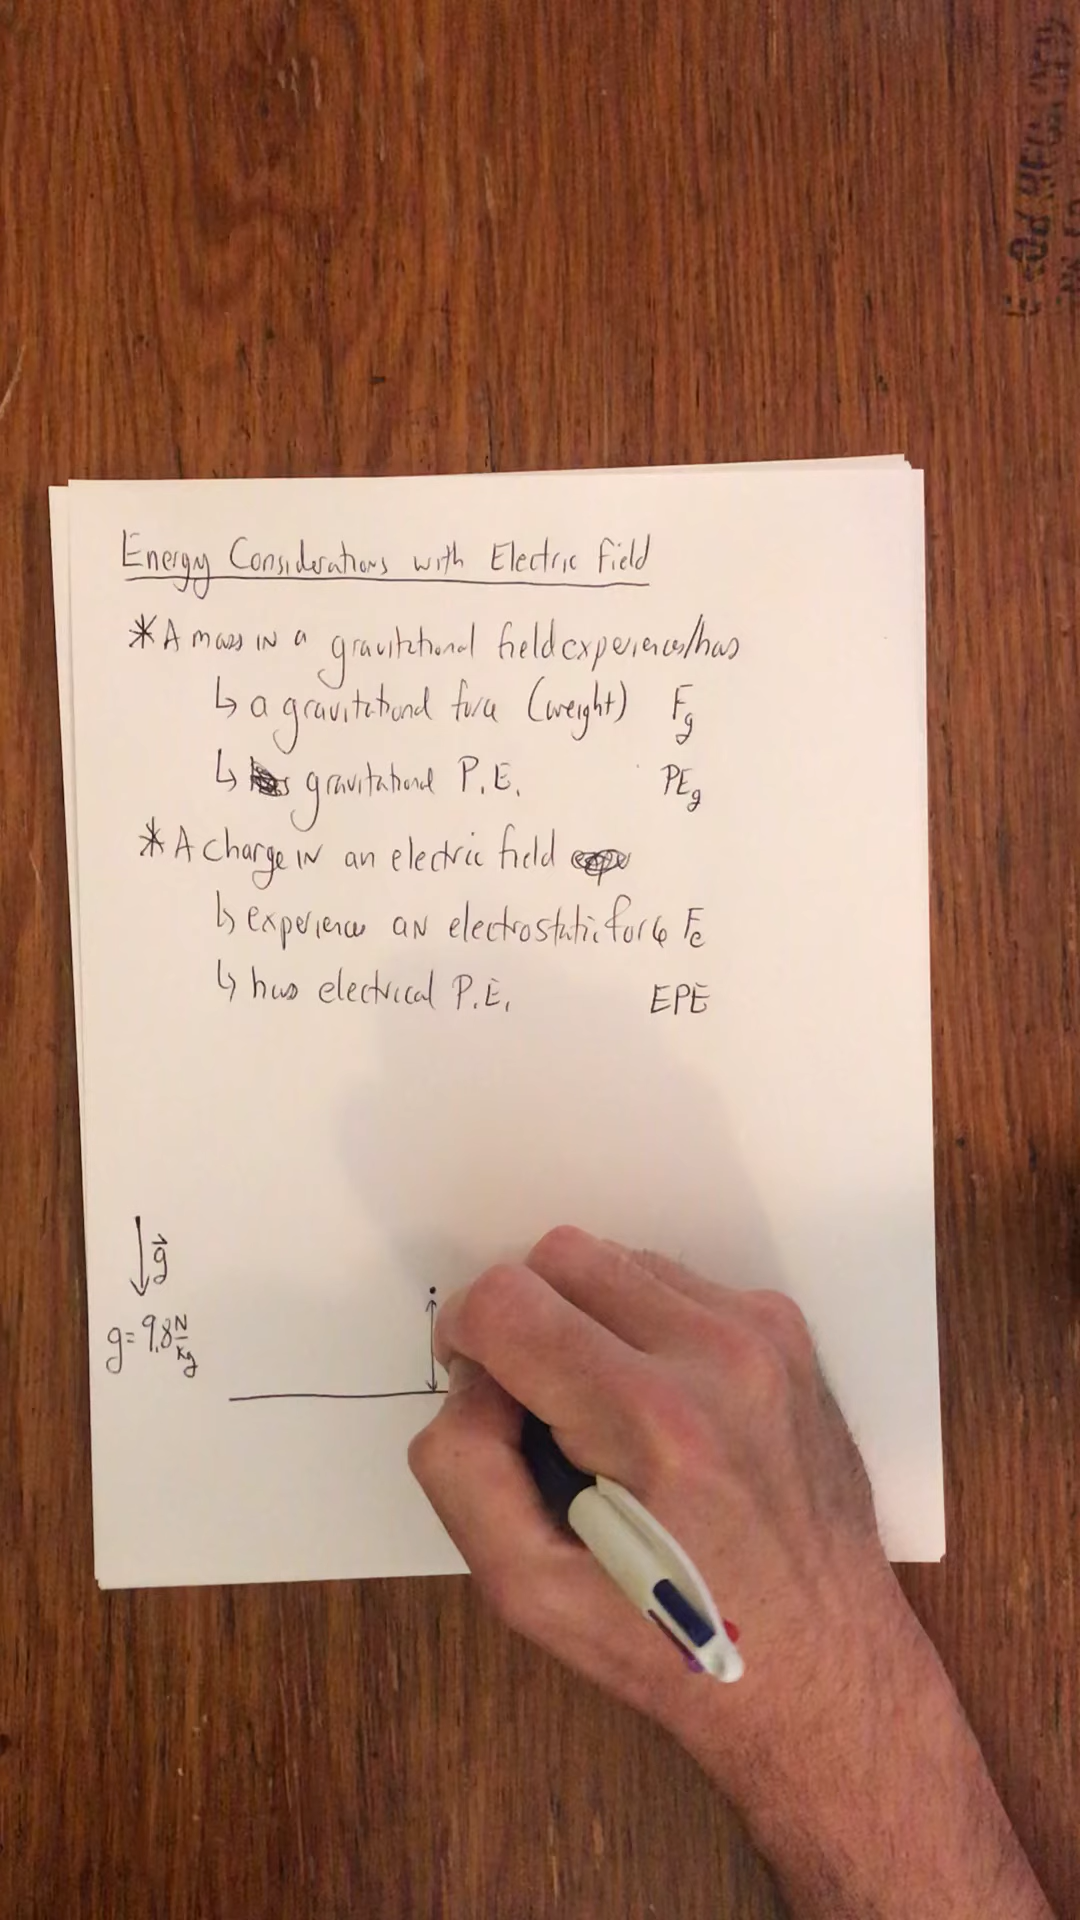 Energy Considerations with Electric Field
* A mass in a gravitational field experiences/has
↳ a gravitational force (weight) Fg
↳ gravitational P.E. PEg
* A charge in an electric field
↳ experiences an electrostatic force Fe
↳ has electrical P.E. EPE
g
g = 9.8 N/kg